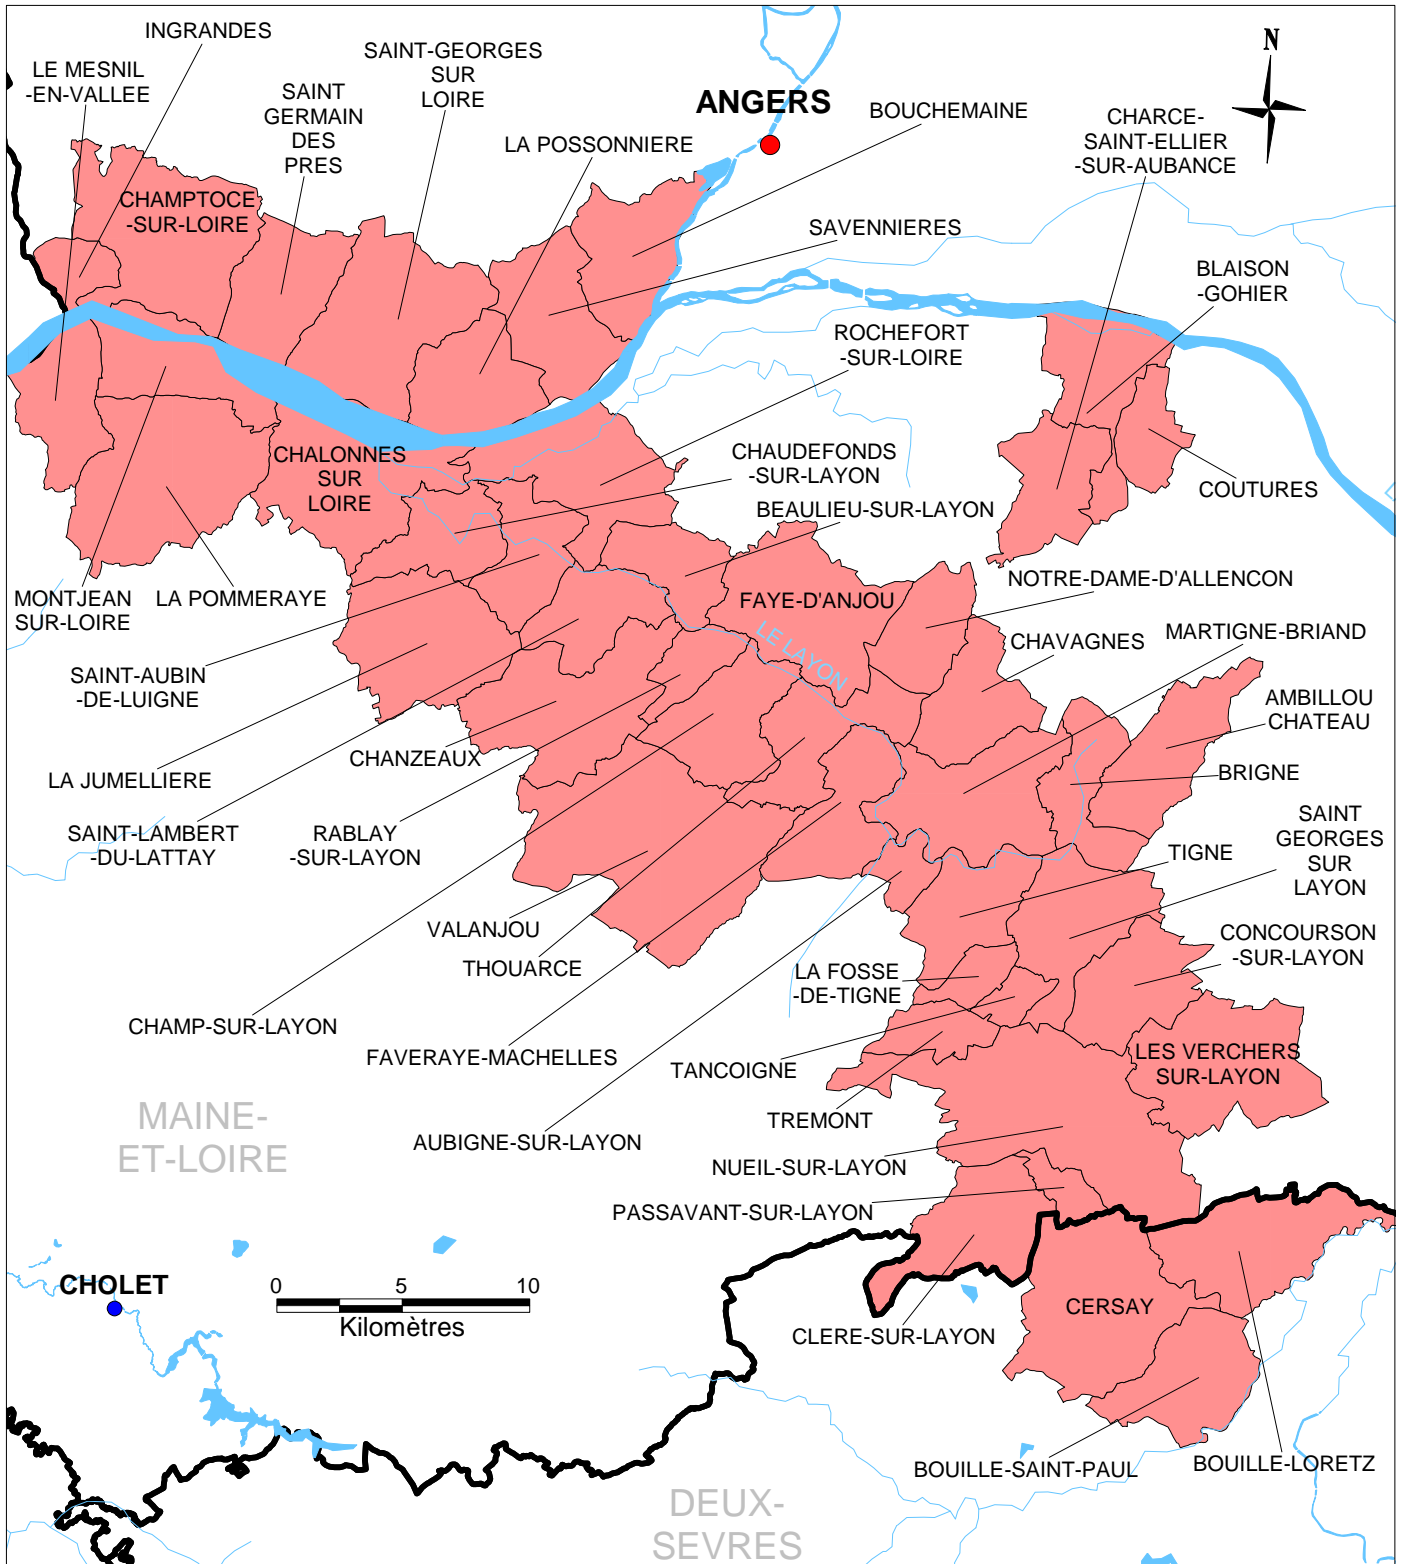 INGRANDES
LE MESNIL
-EN-VALLEE
SAINT
GERMAIN
DES
PRES
SAINT-GEORGES
SUR
LOIRE
LA POSSONNIERE
ANGERS
BOUCHEMAINE
CHARCE-
SAINT-ELLIER
-SUR-AUBANCE
N
CHAMPTOCE
-SUR-LOIRE
SAVENNIERES
BLAISON
-GOHIER
ROCHEFORT
-SUR-LOIRE
CHALONNES
SUR
LOIRE
CHAUDEFONDS
-SUR-LAYON
BEAULIEU-SUR-LAYON
COUTURES
MONTJEAN
SUR-LOIRE
LA POMMERAYE
FAYE-D'ANJOU
NOTRE-DAME-D'ALLENCON
LE LAYON
CHAVAGNES
MARTIGNE-BRIAND
SAINT-AUBIN
-DE-LUIGNE
AMBILLOU
CHATEAU
CHANZEAUX
LA JUMELLIERE
BRIGNE
SAINT-LAMBERT
-DU-LATTAY
RABLAY
-SUR-LAYON
SAINT
GEORGES
SUR
LAYON
TIGNE
VALANJOU
THOUARCE
LA FOSSE
-DE-TIGNE
CONCOURSON
-SUR-LAYON
CHAMP-SUR-LAYON
FAVERAYE-MACHELLES
TANCOIGNE
LES VERCHERS
SUR-LAYON
MAINE-
ET-LOIRE
AUBIGNE-SUR-LAYON
TREMONT
NUEIL-SUR-LAYON
PASSAVANT-SUR-LAYON
CHOLET
0 5 10
Kilomètres
CLERE-SUR-LAYON
CERSAY
BOUILLE-SAINT-PAUL
BOUILLE-LORETZ
DEUX-
SEVRES